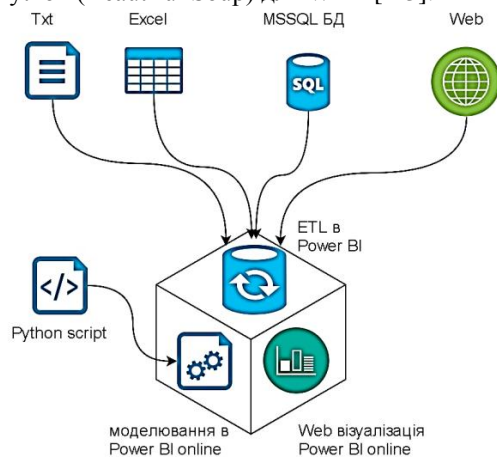 Txt
Excel
MSSQL БД
Web
SQL
ETL в
Power BI
</>
Python script
моделювання в
Power BI online
Web візуалізація
Power BI online